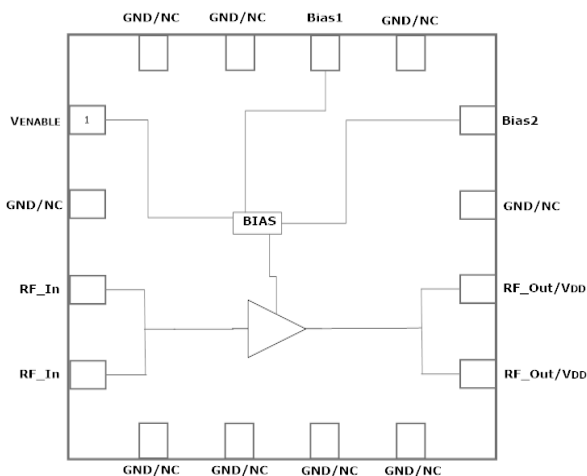 GND/NC GND/NC Bias1 GND/NC
VENABLE 1 Bias2
GND/NC GND/NC
BIAS
RF_In RF_Out/VDD
RF_In RF_Out/VDD
GND/NC GND/NC GND/NC GND/NC